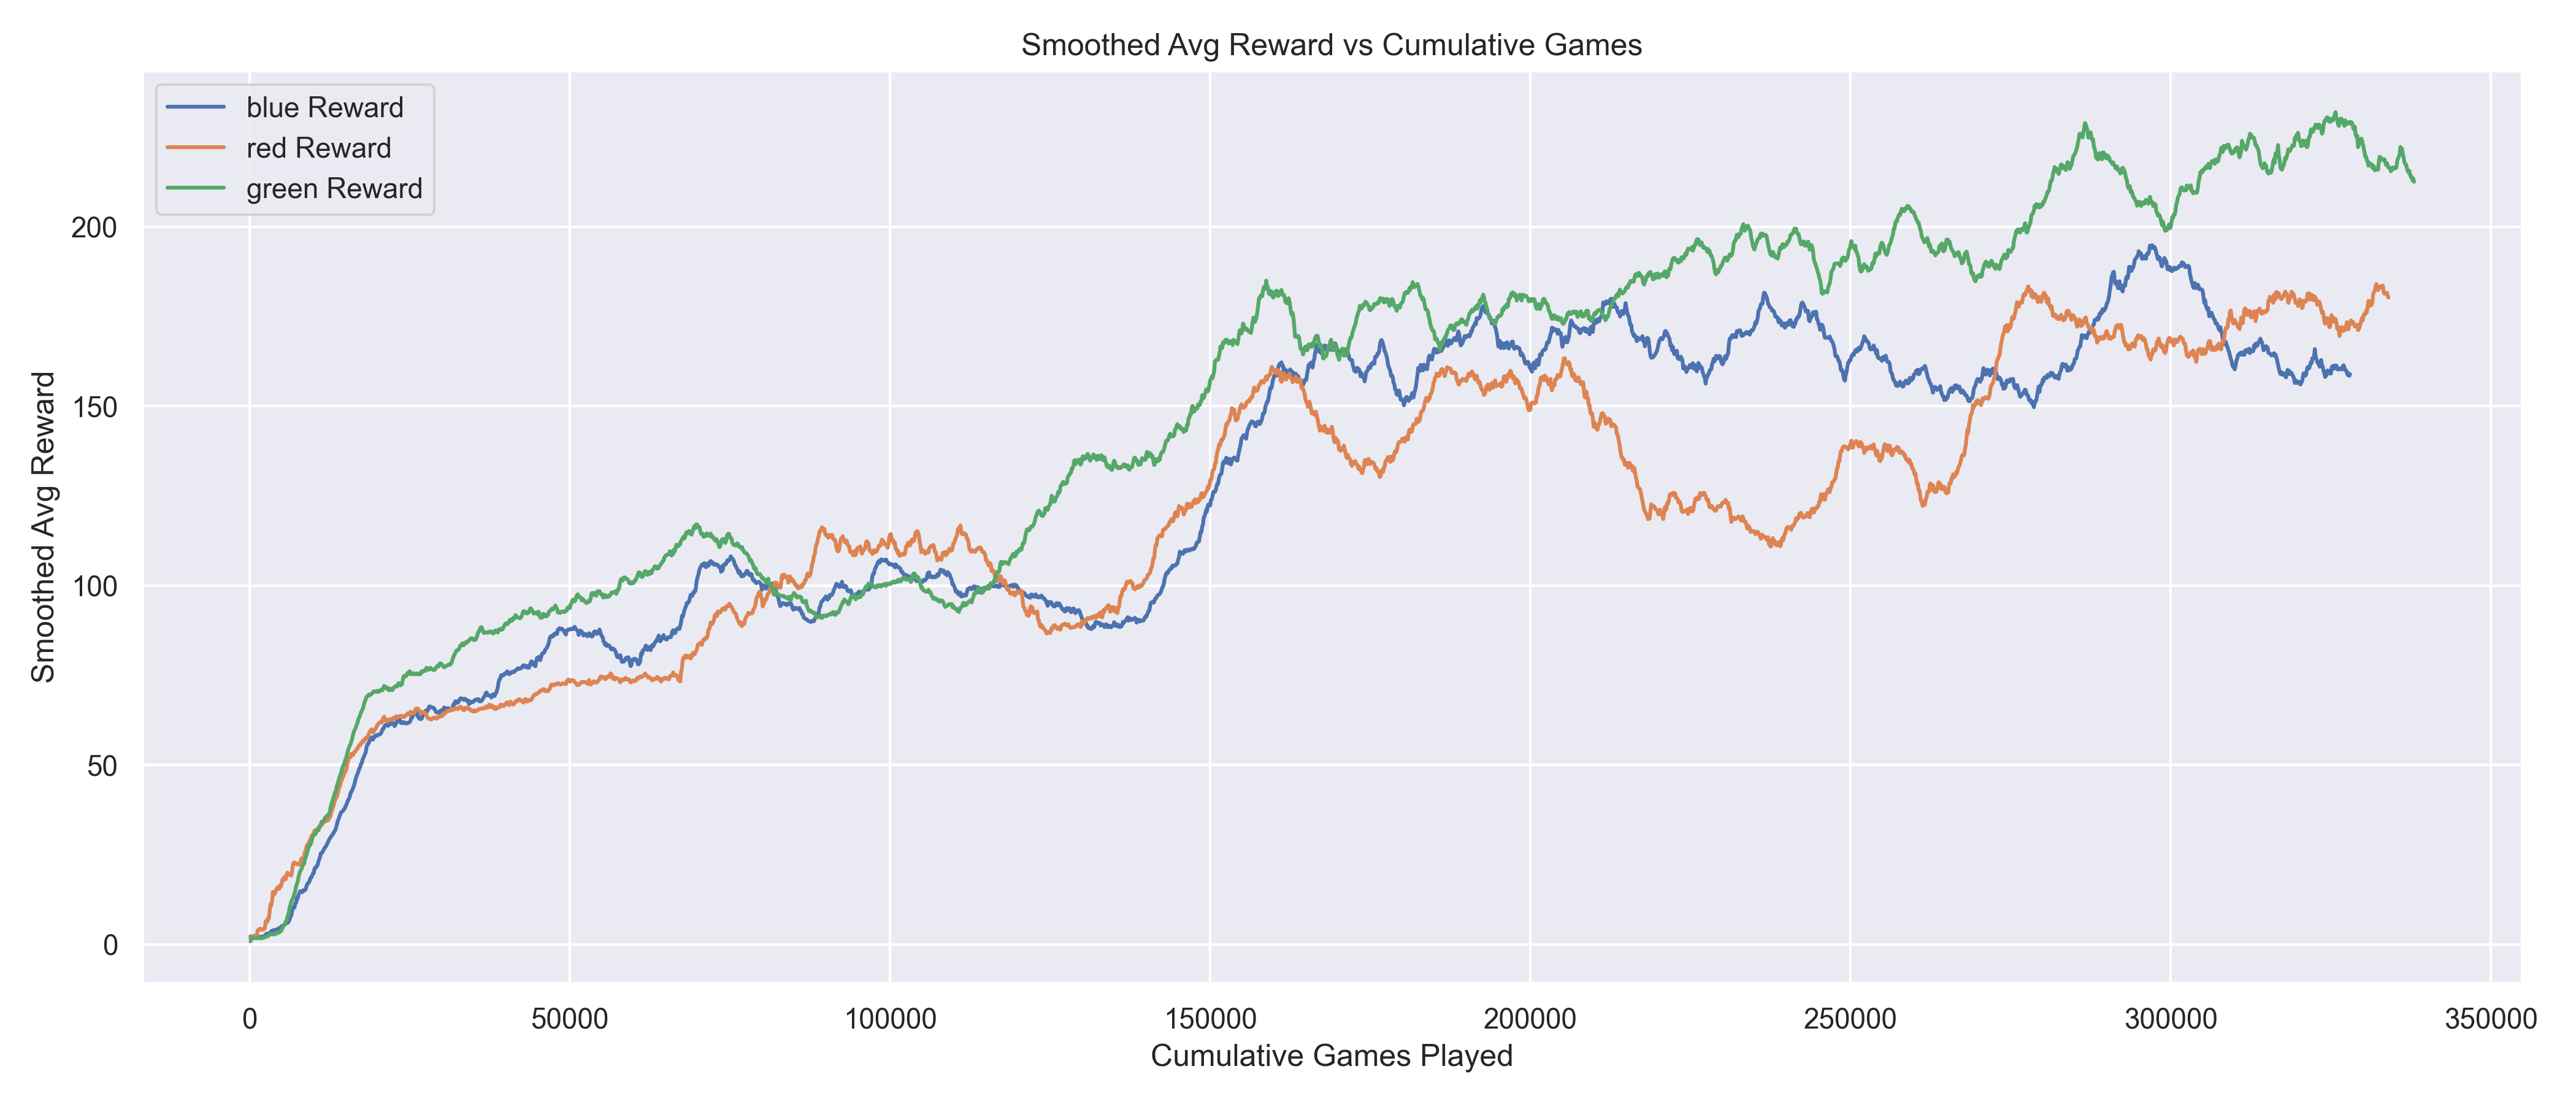 Smoothed Avg Reward vs Cumulative Games
blue Reward
red Reward
green Reward
Smoothed Avg Reward
200
150
100
50
0
0 50000 100000 150000 200000 250000 300000 350000
Cumulative Games Played